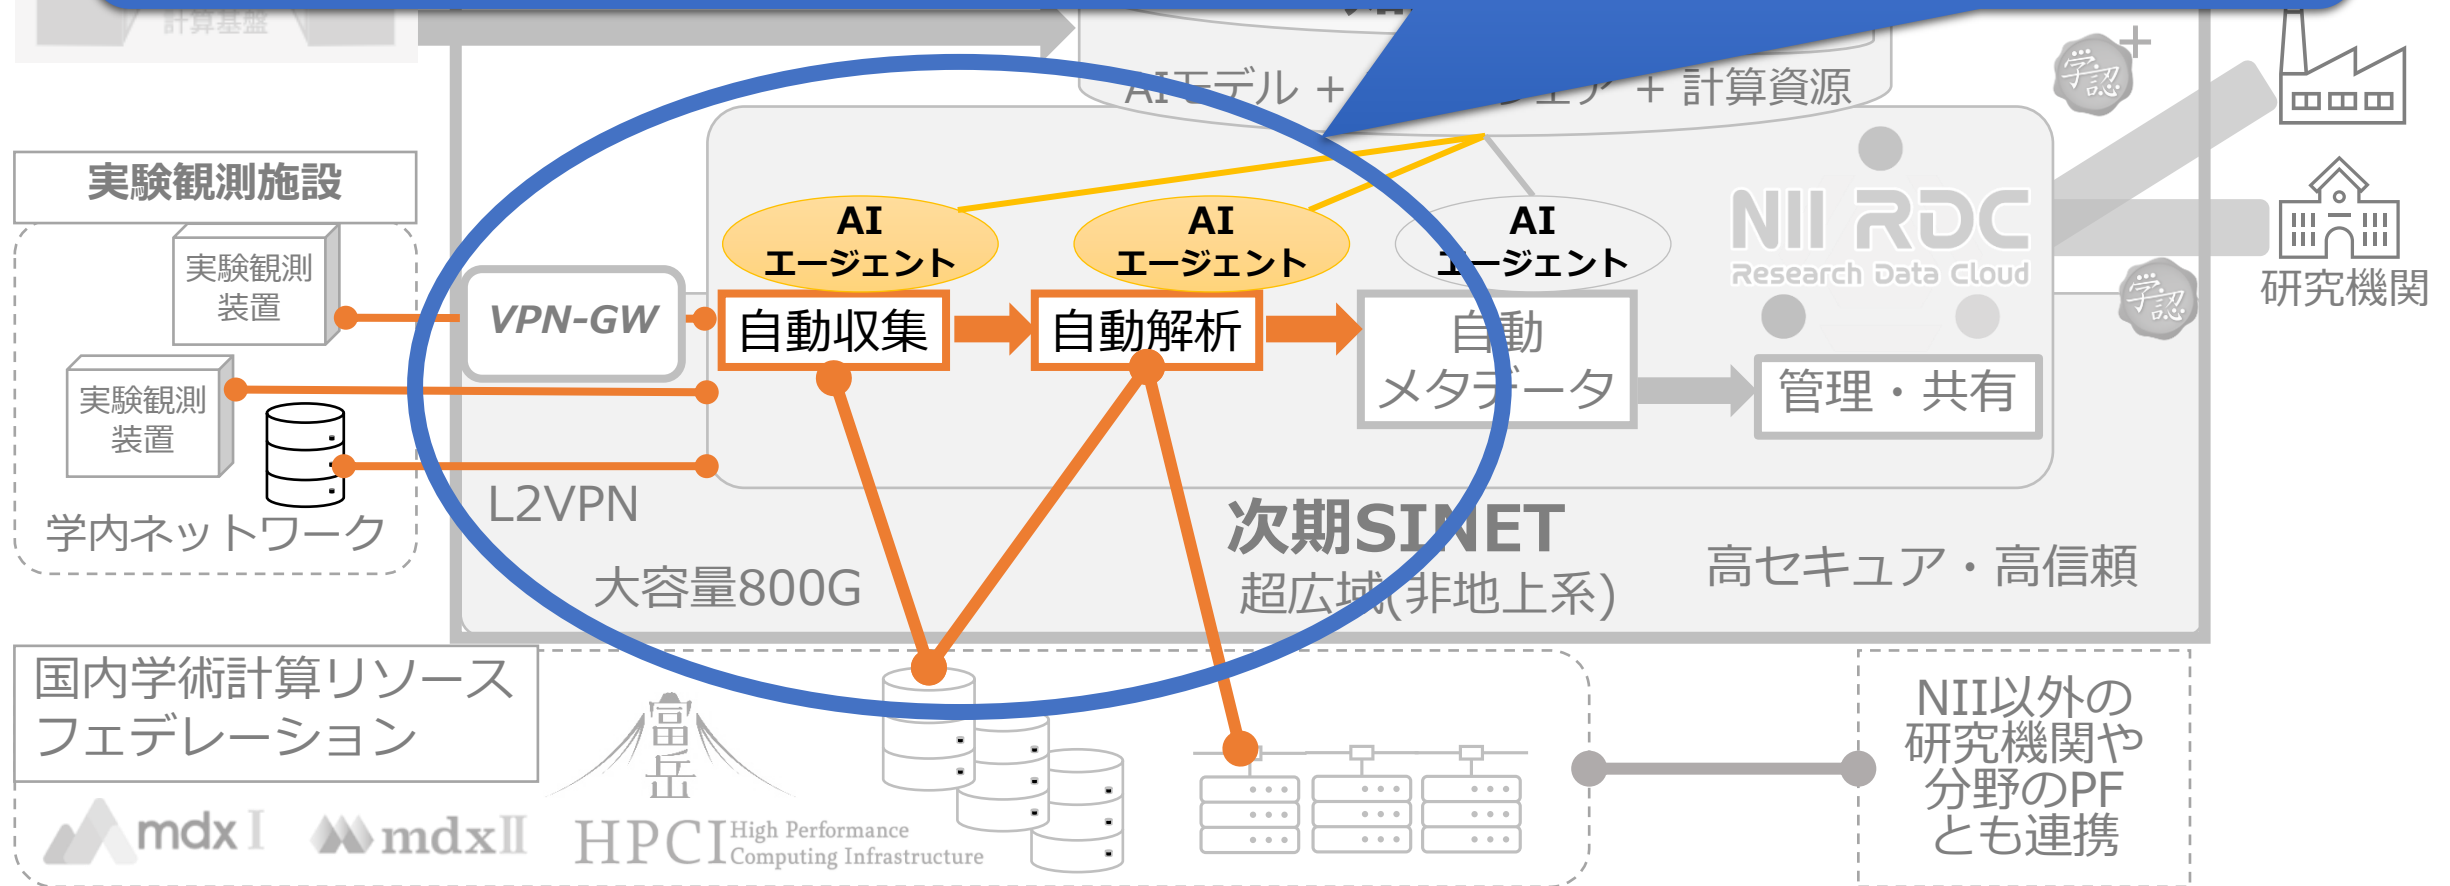 計算基盤
AIモデル +
ェア + 計算資源
学認
実験観測施設
実験観測
装置
実験観測
装置
学内ネットワーク
VPN-GW
L2VPN
AI
エージェント
AI
エージェント
AI
エージェント
自動収集
自動解析
自動
メタデータ
管理・共有
NII RDC
Research Data Cloud
学認
研究機関
次期SINET
大容量800G
超広域(非地上系)
高セキュア・高信頼
国内学術計算リソース
フェデレーション
mdx I
mdx II
富岳
HPCI High Performance
Computing Infrastructure
NII以外の
研究機関や
分野のPF
とも連携